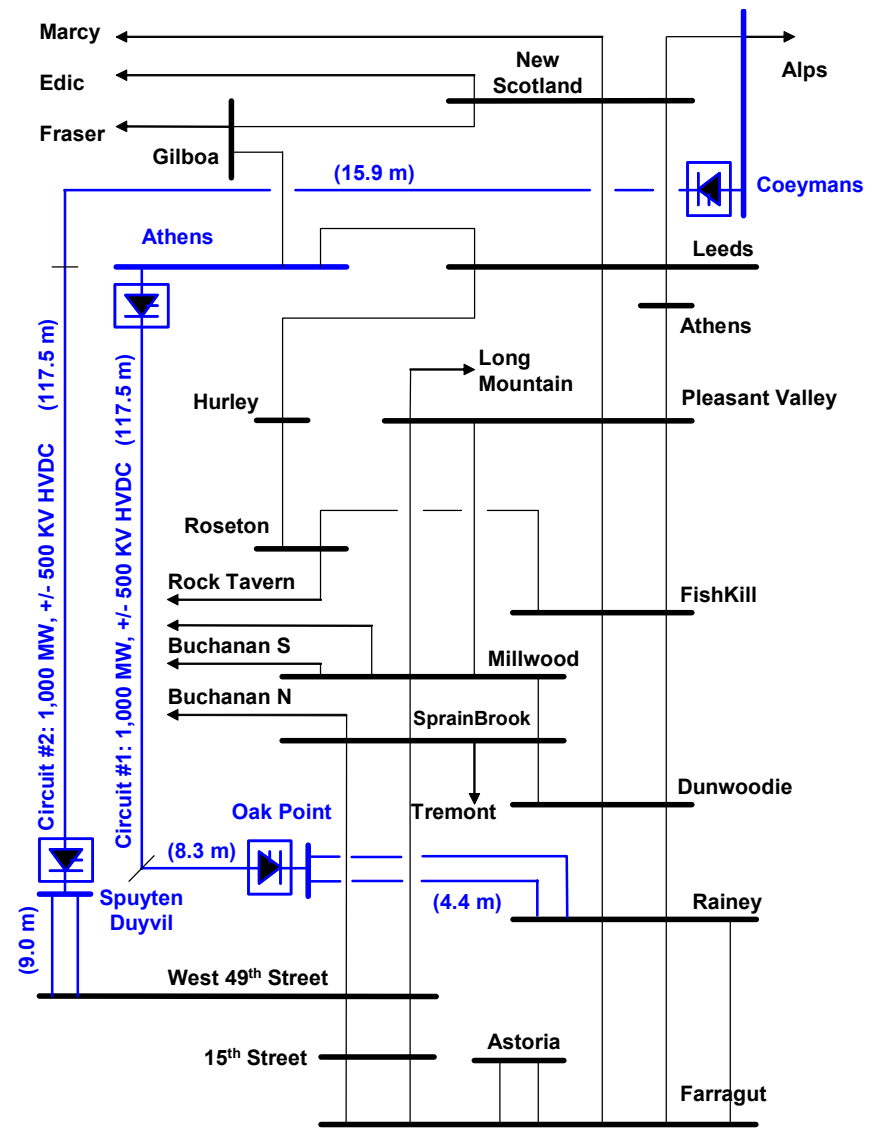 Marcy
Edic
Fraser
Gilboa
New
Scotland
Alps
(15.9 m)
Coeymans
Athens
Leeds
Athens
Long
Mountain
Hurley
Pleasant Valley
Circuit #2: 1,000 MW, +/- 500 KV HVDC (117.5 m)
Circuit #1: 1,000 MW, +/- 500 KV HVDC (117.5 m)
Roseton
Rock Tavern
FishKill
Buchanan S
Millwood
Buchanan N
SprainBrook
Dunwoodie
Tremont
Oak Point
(8.3 m)
Spuyten
Duyvil
(4.4 m)
Rainey
(9.0 m)
West 49th Street
15th Street
Astoria
Farragut